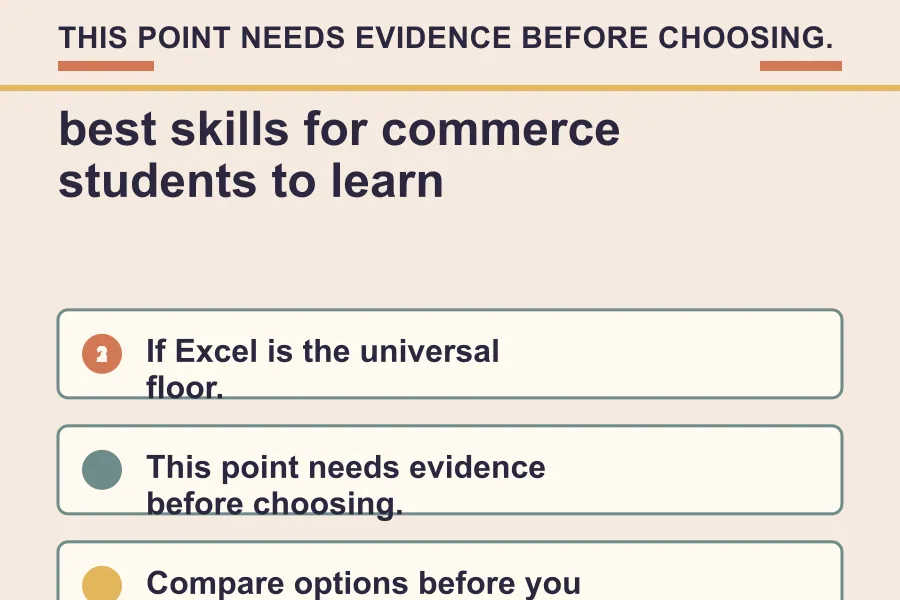 THIS POINT NEEDS EVIDENCE BEFORE CHOOSING.
best skills for commerce
students to learn
If Excel is the universal
floor.
This point needs evidence
before choosing.
Compare options before you